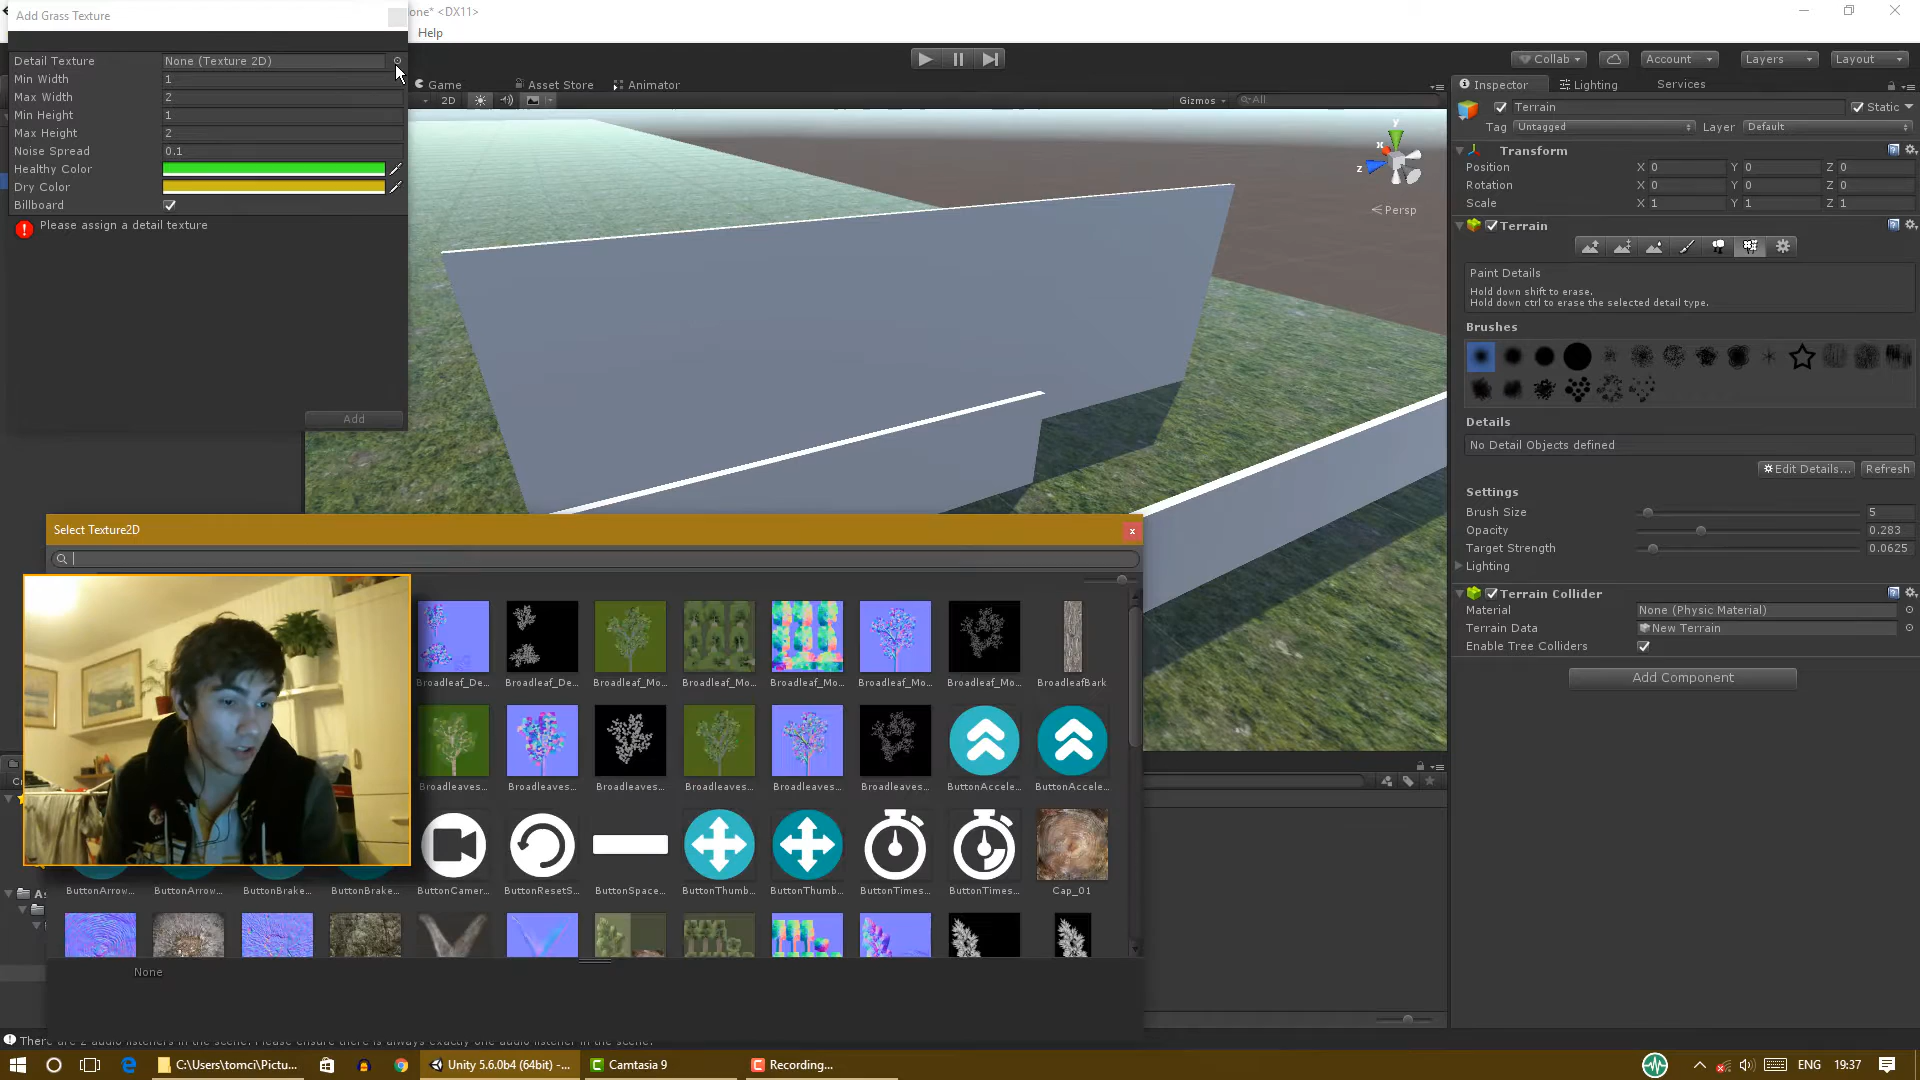 Add Grass Texture
one* <DX11>
Help
Detail Texture None (Texture 2D)
Min Width 1
Max Width 2
Min Height 1
Max Height 2
Noise Spread 0.1
Healthy Color
Dry Color
Billboard
Please assign a detail texture
Add
Game
Asset Store
Animator
2D
Gizmos
All
y
x
z
Persp
Collab
Account
Layers
Layout
Inspector
Lighting
Services
Terrain
Static
Tag Untagged
Layer Default
Transform
Position X 0 Y 0 Z 0
Rotation X 0 Y 0 Z 0
Scale X 1 Y 1 Z 1
Terrain
Paint Details
Hold down shift to erase.
Hold down ctrl to erase the selected detail type.
Brushes
Details
No Detail Objects defined
Edit Details...
Refresh
Settings
Brush Size 5
Opacity 0.283
Target Strength 0.0625
Lighting
Terrain Collider
Material None (Physic Material)
Terrain Data New Terrain
Enable Tree Colliders
Add Component
Select Texture2D
Broadleaf_De... Broadleaf_De... Broadleaf_Mo... Broadleaf_Mo... Broadleaf_Mo... Broadleaf_Mo... Broadleaf_Mo... BroadleafBark
Broadleaves... Broadleaves... Broadleaves... Broadleaves... Broadleaves... Broadleaves... ButtonAccele... ButtonAccele...
ButtonArrow... ButtonArrow... ButtonBrake... ButtonBrake... ButtonCamer... ButtonResetS... ButtonSpace... ButtonThumb... ButtonThumb... ButtonTimes... ButtonTimes... Cap_01
None
There are 2 audio listeners in the scene. Please ensure there is always exactly one audio listener in the scene.
C:\Users\tomci\Pictu...
Unity 5.6.0b4 (64bit) -...
Camtasia 9
Recording...
ENG
19:37